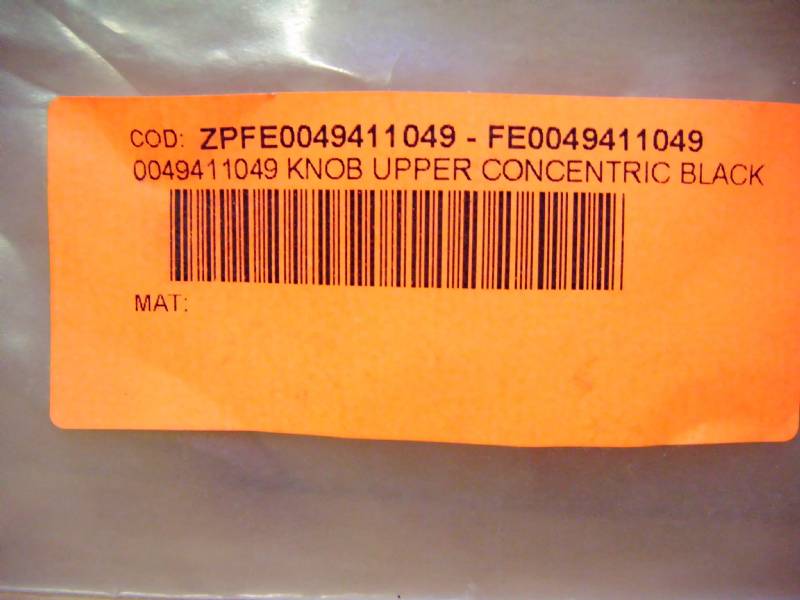 COD: ZPFE0049411049 - FE0049411049
0049411049 KNOB UPPER CONCENTRIC BLACK
MAT: